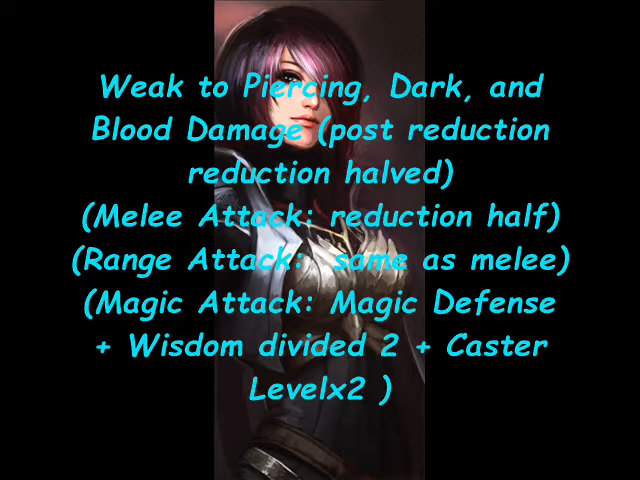 Weak to Piercing, Dark, and
Blood Damage (post reduction
reduction halved)
(Melee Attack: reduction half)
(Range Attack:  same as melee)
(Magic Attack: Magic Defense
+ Wisdom divided 2 + Caster
Levelx2 )